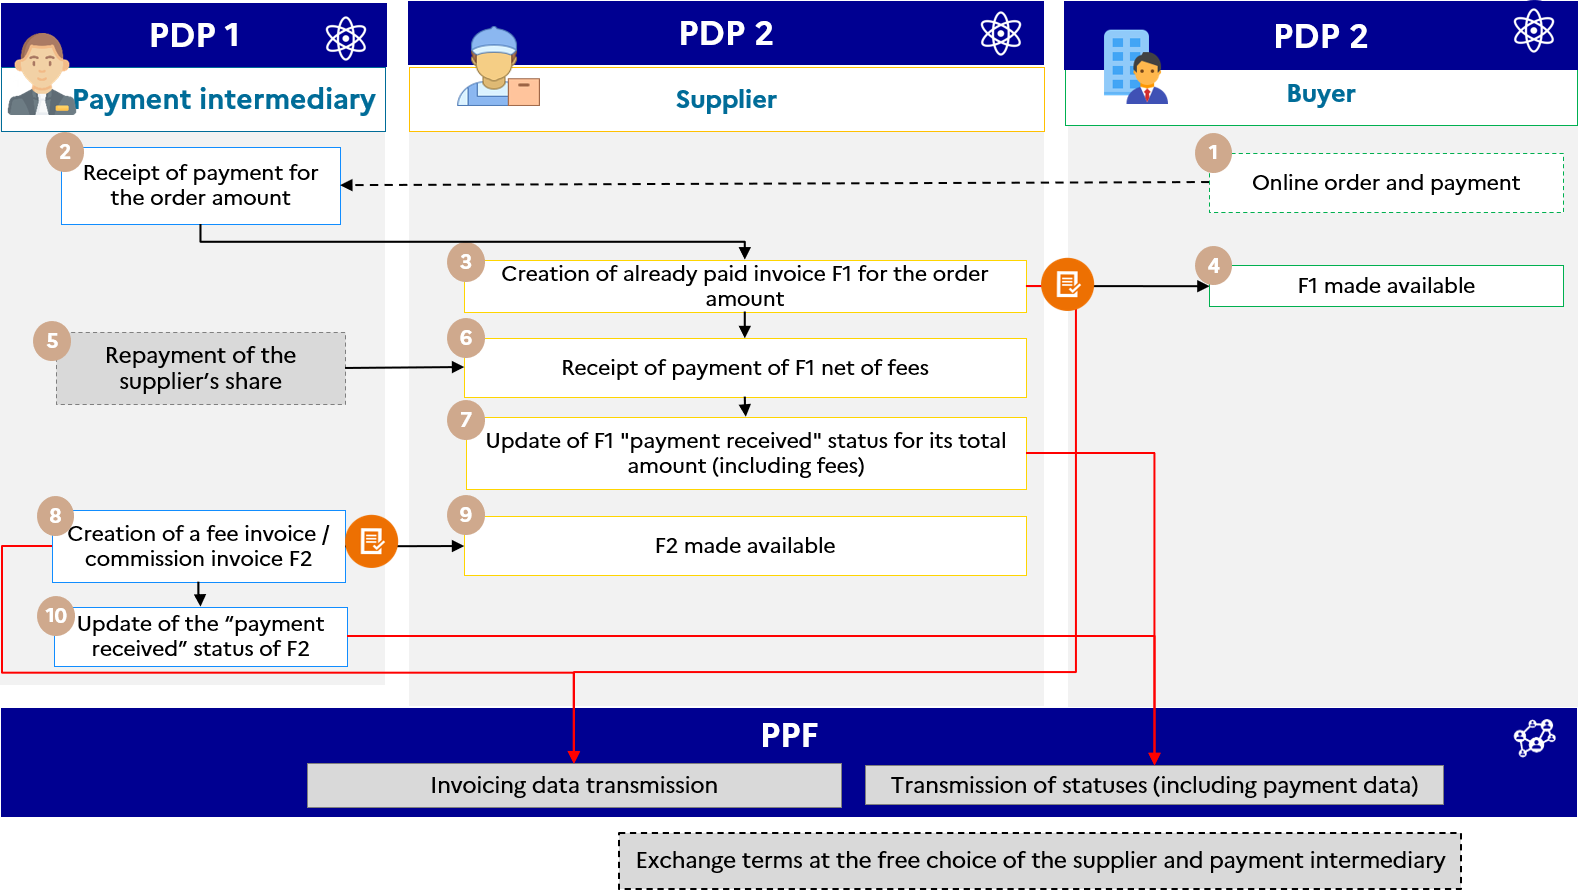 PDP 1
PDP 2
PDP 2
Payment intermediary
Supplier
Buyer
1
Online order and payment
2
Receipt of payment for
the order amount
3
Creation of already paid invoice F1 for the order
amount
4
F1 made available
5
Repayment of the
supplier’s share
6
Receipt of payment of F1 net of fees
7
Update of F1 "payment received" status for its total
amount (including fees)
8
Creation of a fee invoice /
commission invoice F2
9
F2 made available
10
Update of the “payment
received” status of F2
PPF
Invoicing data transmission
Transmission of statuses (including payment data)
Exchange terms at the free choice of the supplier and payment intermediary